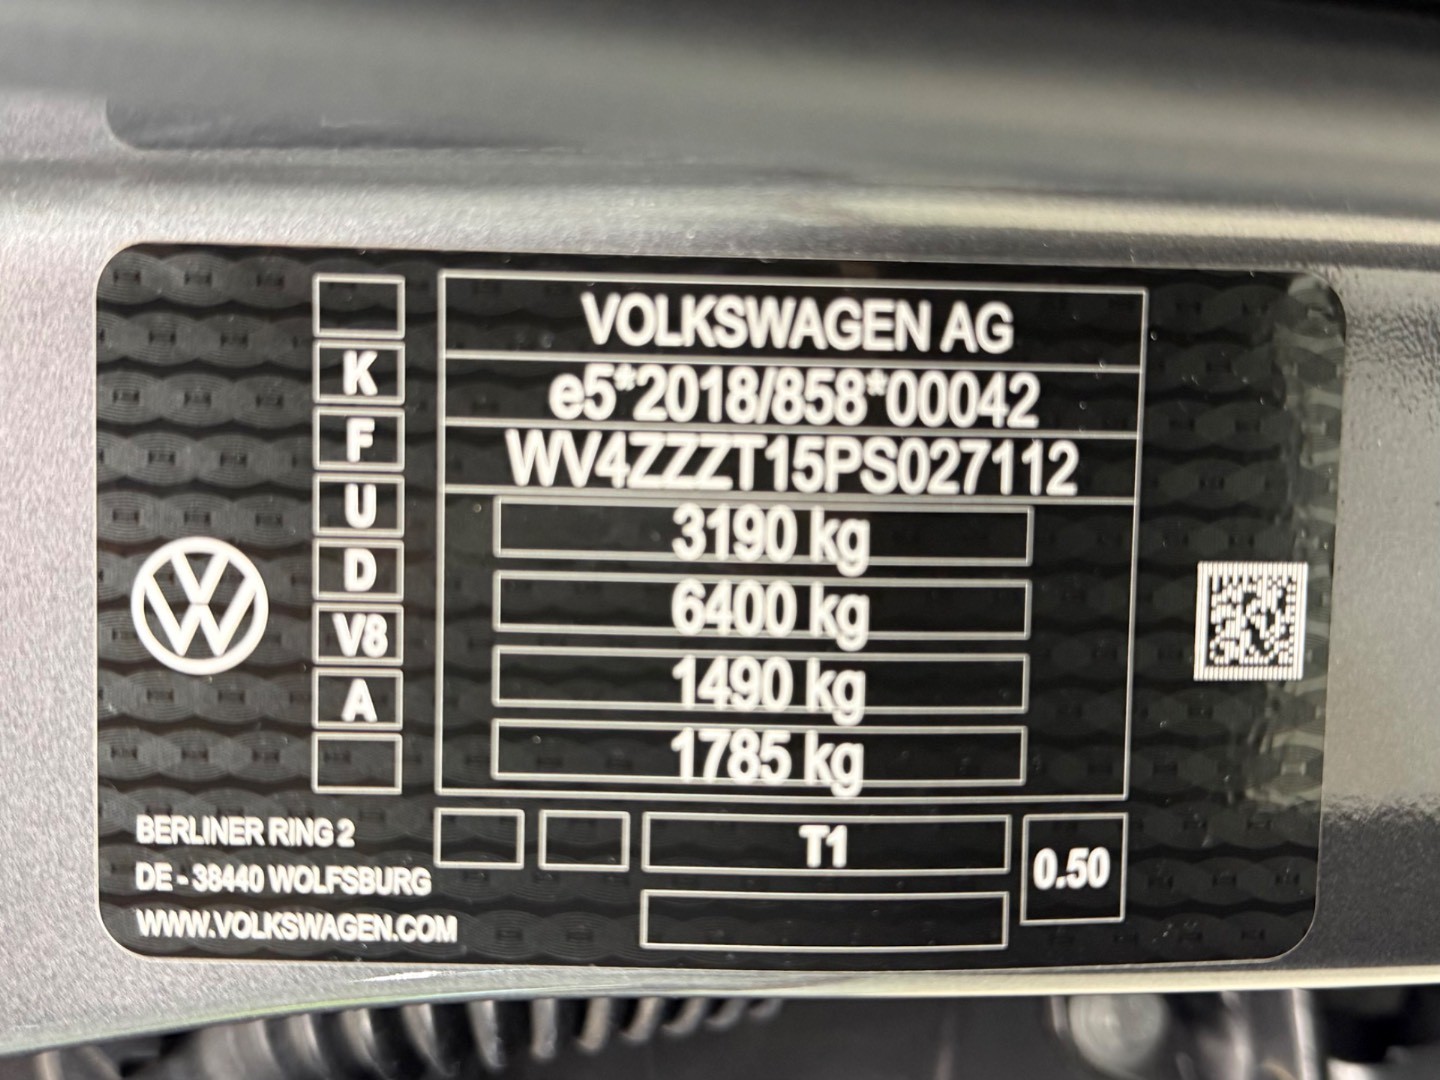 VOLKSWAGEN AG
e5*2018/858*00042
WV4ZZZT15PS027112
3190 kg
6400 kg
1490 kg
1785 kg
K
F
U
D
V8
A
T1
0.50
BERLINER RING 2
DE - 38440 WOLFSBURG
WWW.VOLKSWAGEN.COM